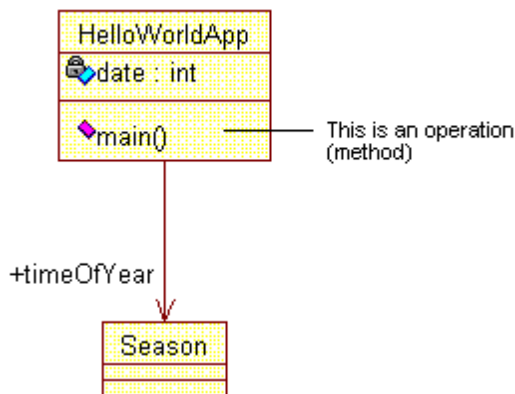 HelloWorldApp
date : int
main()
This is an operation
(method)
+timeOfYear
Season